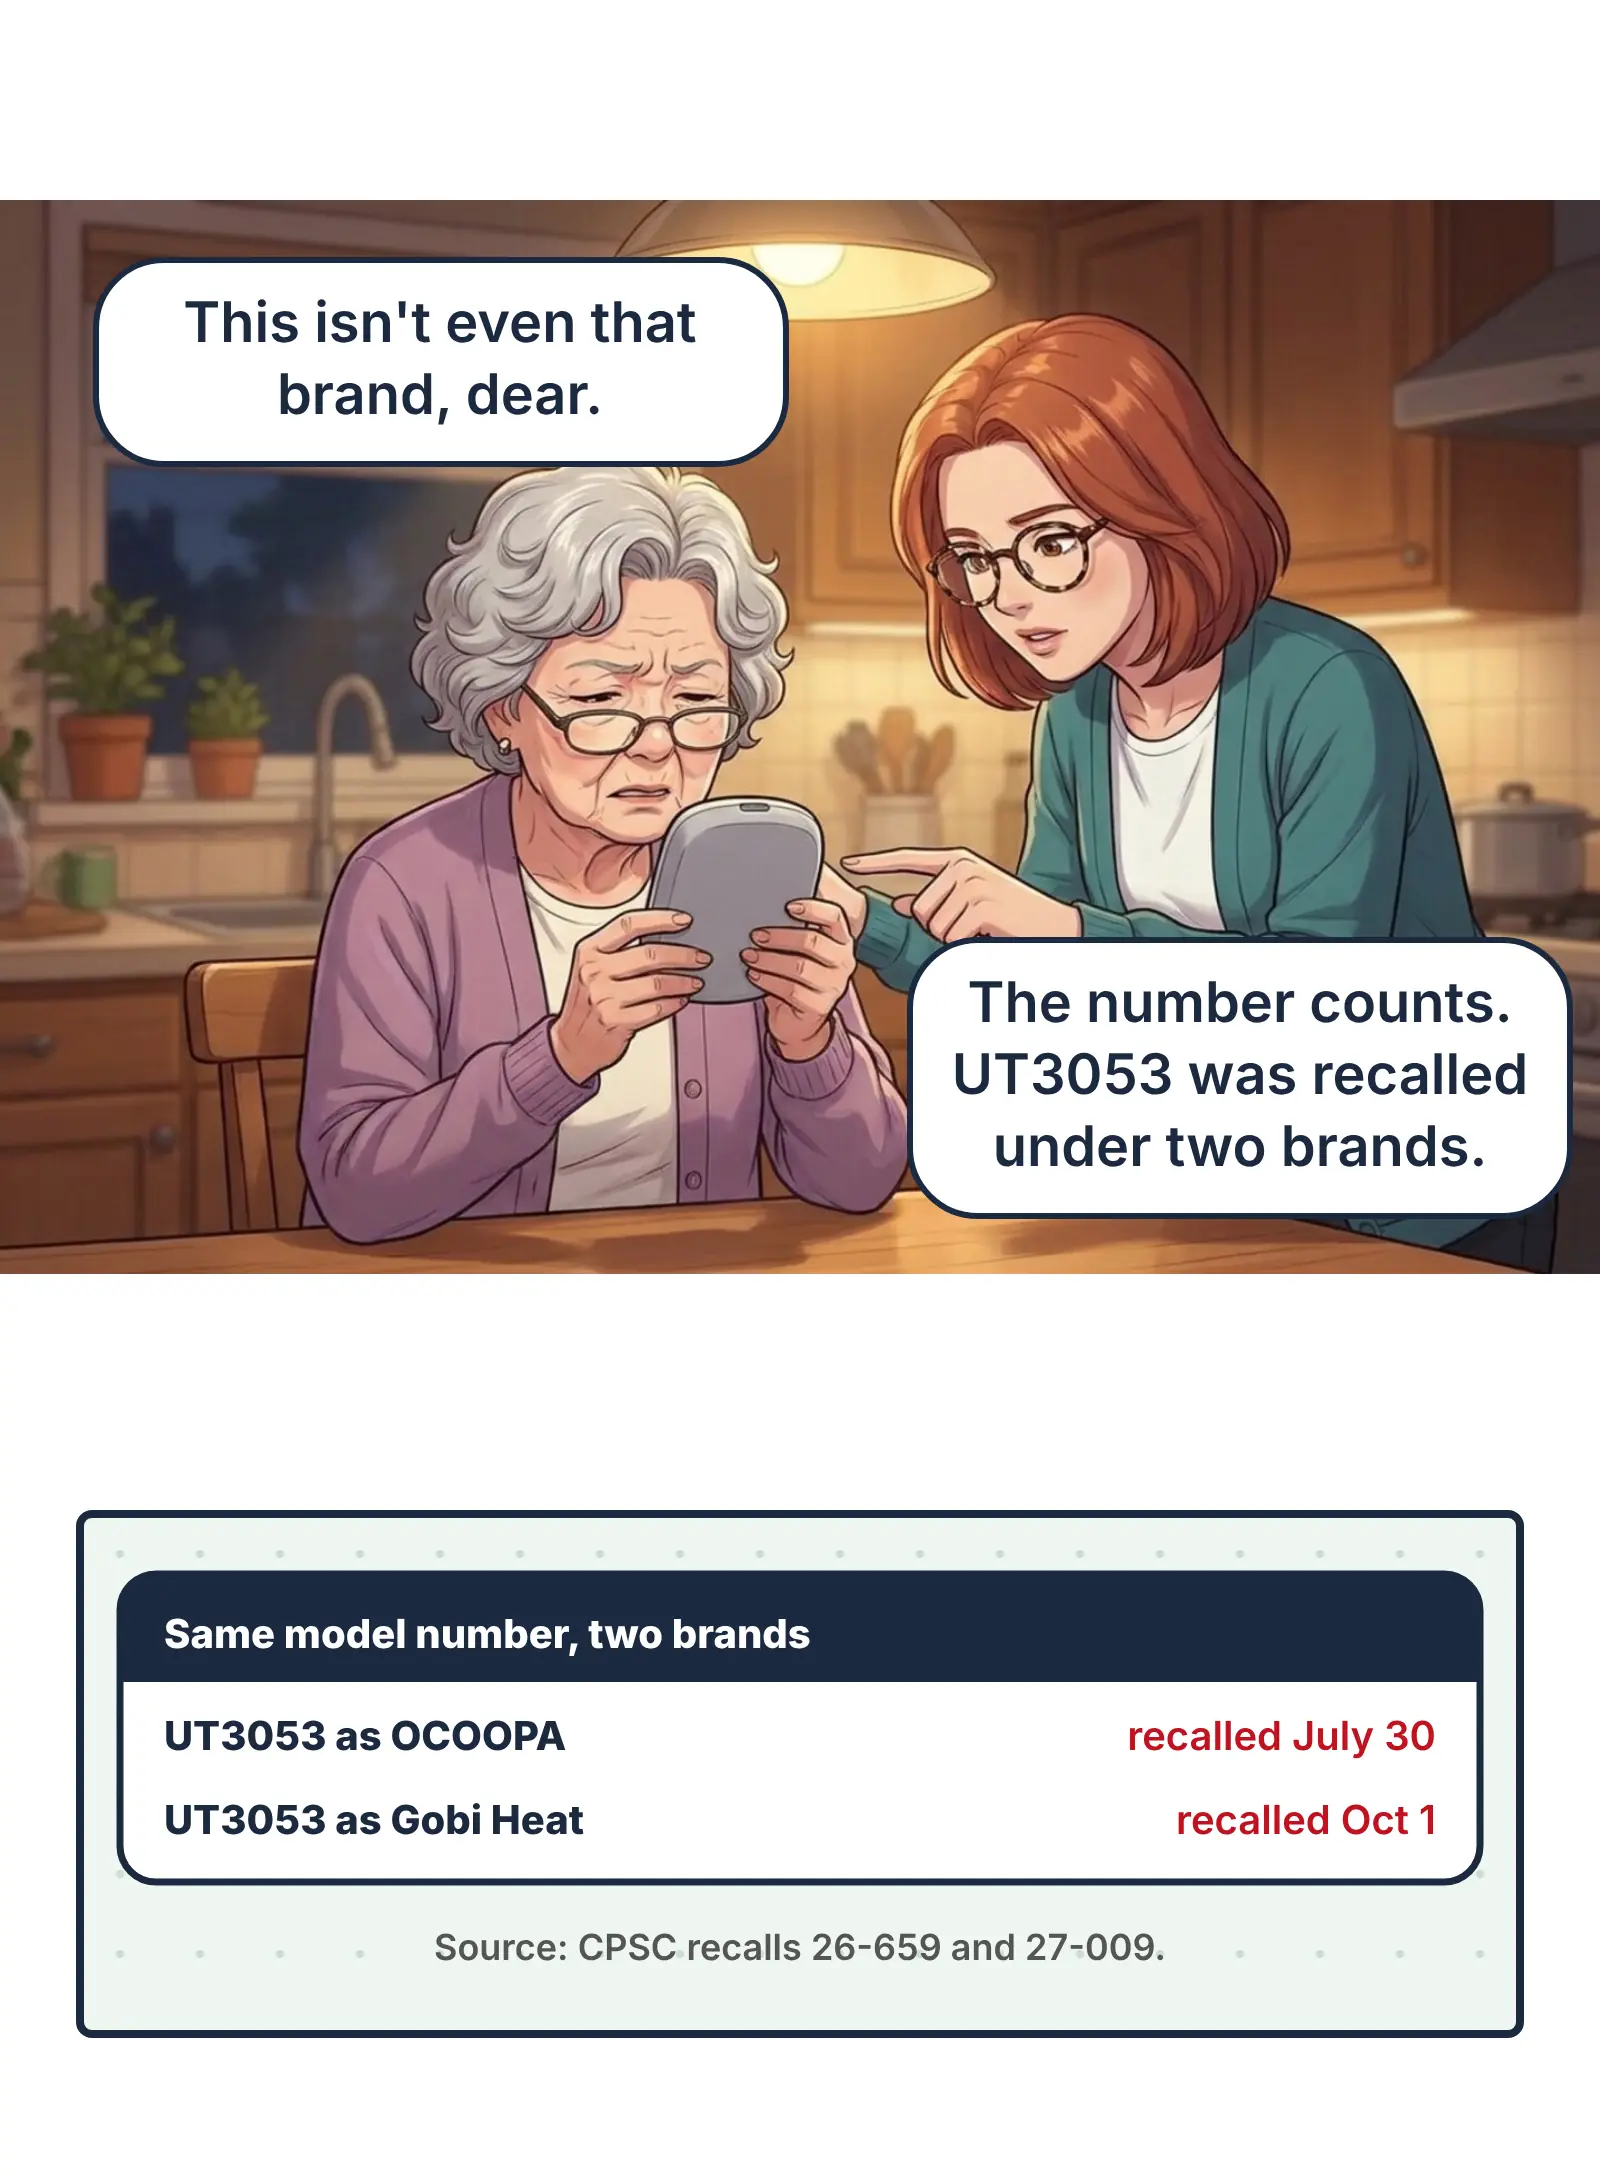 This isn't even that
brand, dear.
The number counts.
UT3053 was recalled
under two brands.
Same model number, two brands
UT3053 as OCOOPA recalled July 30
UT3053 as Gobi Heat recalled Oct 1
Source: CPSC recalls 26-659 and 27-009.